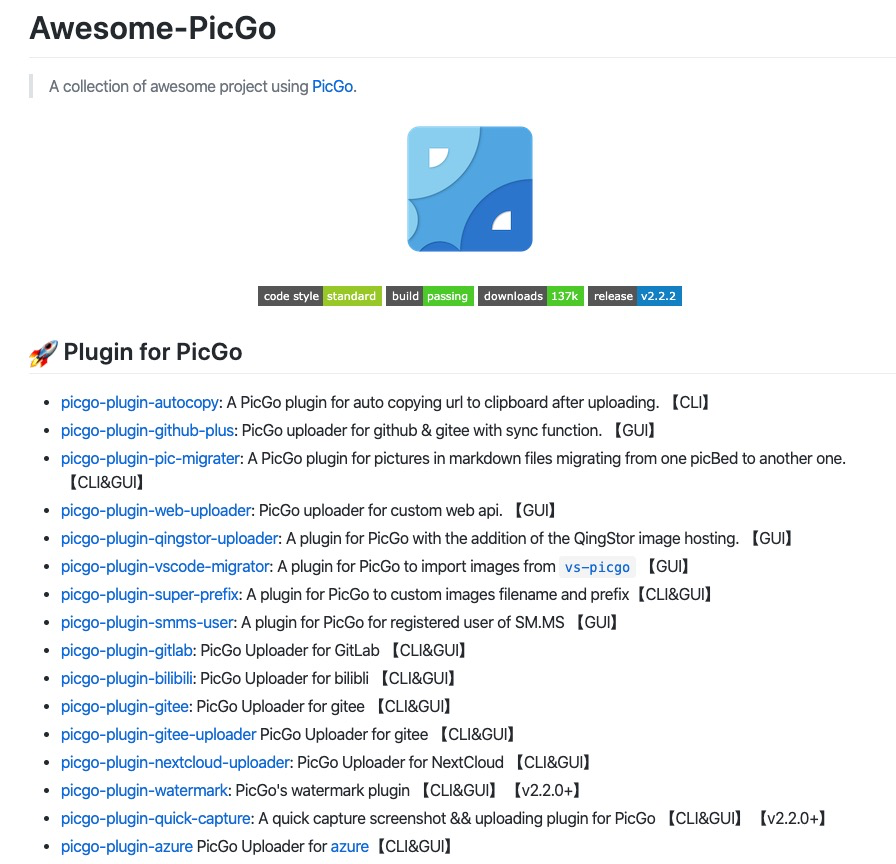 Awesome-PicGo
A collection of awesome project using PicGo.
code style standard build passing downloads 137k release v2.2.2
🚀 Plugin for PicGo
• picgo-plugin-autocopy: A PicGo plugin for auto copying url to clipboard after uploading. 【CLI】
• picgo-plugin-github-plus: PicGo uploader for github & gitee with sync function. 【GUI】
• picgo-plugin-pic-migrater: A PicGo plugin for pictures in markdown files migrating from one picBed to another one.
【CLI&GUI】
• picgo-plugin-web-uploader: PicGo uploader for custom web api. 【GUI】
• picgo-plugin-qingstor-uploader: A plugin for PicGo with the addition of the QingStor image hosting. 【GUI】
• picgo-plugin-vscode-migrator: A plugin for PicGo to import images from vs-picgo 【GUI】
• picgo-plugin-super-prefix: A plugin for PicGo to custom images filename and prefix【CLI&GUI】
• picgo-plugin-smms-user: A plugin for PicGo for registered user of SM.MS 【GUI】
• picgo-plugin-gitlab: PicGo Uploader for GitLab 【CLI&GUI】
• picgo-plugin-bilibili: PicGo Uploader for bilibli 【CLI&GUI】
• picgo-plugin-gitee: PicGo Uploader for gitee 【CLI&GUI】
• picgo-plugin-gitee-uploader PicGo Uploader for gitee 【CLI&GUI】
• picgo-plugin-nextcloud-uploader: PicGo Uploader for NextCloud 【CLI&GUI】
• picgo-plugin-watermark: PicGo's watermark plugin 【CLI&GUI】 【v2.2.0+】
• picgo-plugin-quick-capture: A quick capture screenshot && uploading plugin for PicGo 【CLI&GUI】 【v2.2.0+】
• picgo-plugin-azure PicGo Uploader for azure 【CLI&GUI】